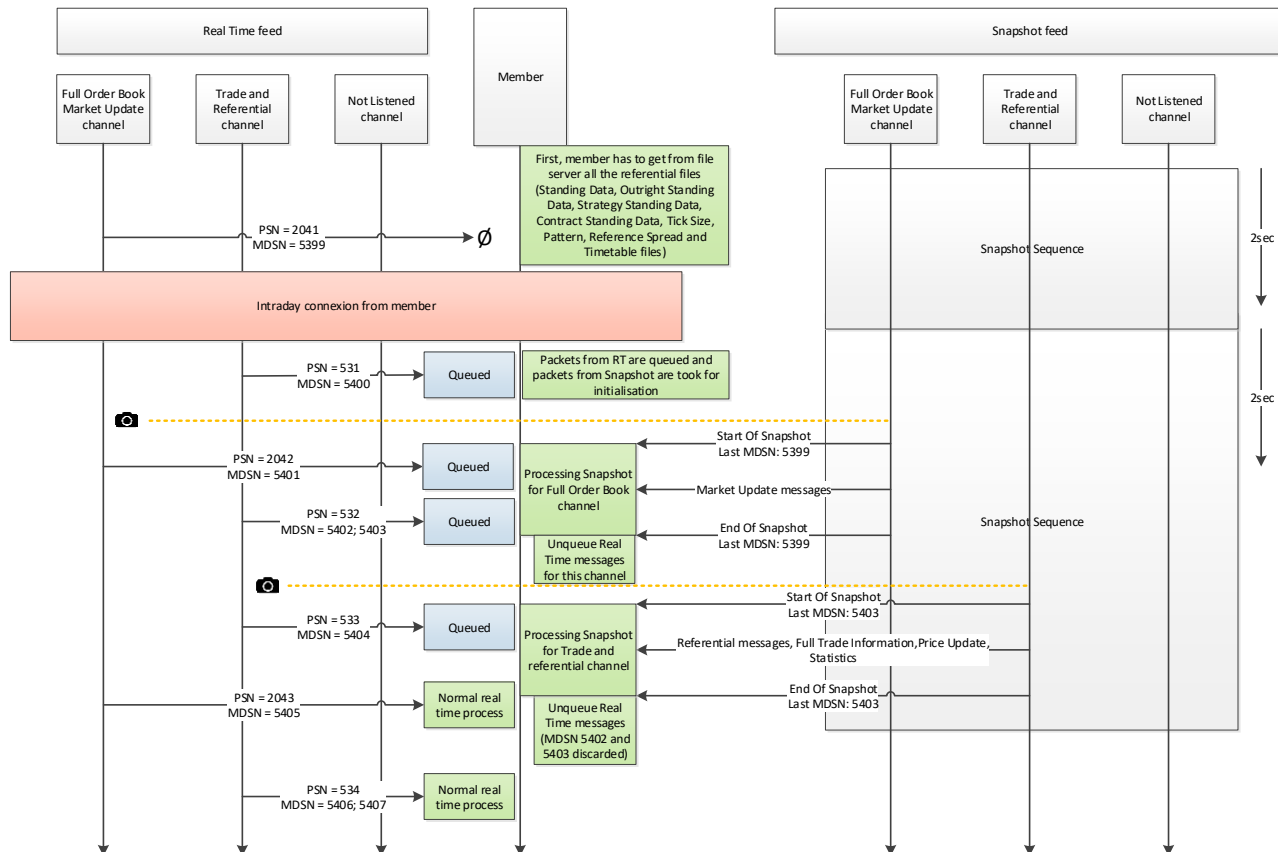 Real Time feed
Member
Snapshot feed
Full Order Book
Market Update
channel
Trade and
Referential
channel
Not Listened
channel
Full Order Book
Market Update
channel
Trade and
Referential
channel
Not Listened
channel
First, member has to get from file
server all the referential files
(Standing Data, Outright Standing
Data, Strategy Standing Data,
Contract Standing Data, Tick Size,
Pattern, Reference Spread and
Timetable files)
PSN = 2041
MDSN = 5399
Ø
Snapshot Sequence
2sec
Intraday connexion from member
PSN = 531
MDSN = 5400
Queued
Packets from RT are queued and
packets from Snapshot are took for
initialisation
2sec
Start Of Snapshot
Last MDSN: 5399
PSN = 2042
MDSN = 5401
Queued
Processing Snapshot
for Full Order Book
channel
Market Update messages
PSN = 532
MDSN = 5402; 5403
Queued
End Of Snapshot
Last MDSN: 5399
Snapshot Sequence
Unqueue Real
Time messages
for this channel
Start Of Snapshot
Last MDSN: 5403
PSN = 533
MDSN = 5404
Queued
Processing Snapshot
for Trade and
referential channel
Referential messages, Full Trade Information,Price Update,
Statistics
PSN = 2043
MDSN = 5405
Normal real
time process
End Of Snapshot
Last MDSN: 5403
Unqueue Real
Time messages
(MDSN 5402 and
5403 discarded)
PSN = 534
MDSN = 5406; 5407
Normal real
time process